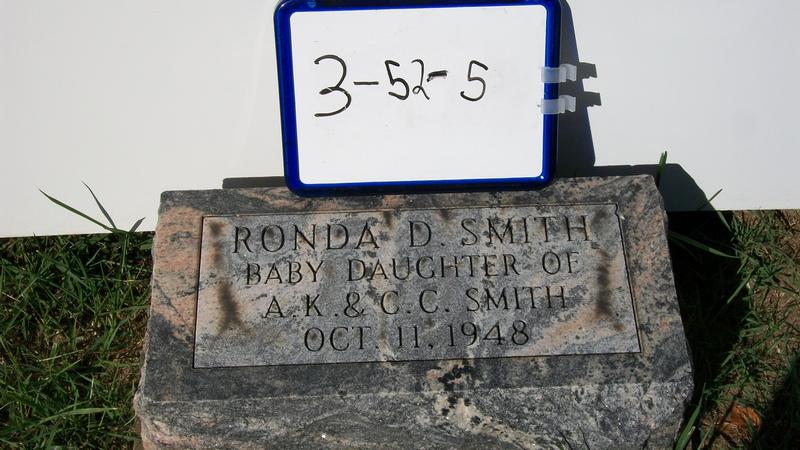 3-52-5
RONDA D. SMITH
BABY DAUGHTER OF
A.K. & C.C. SMITH
OCT. 11, 1948